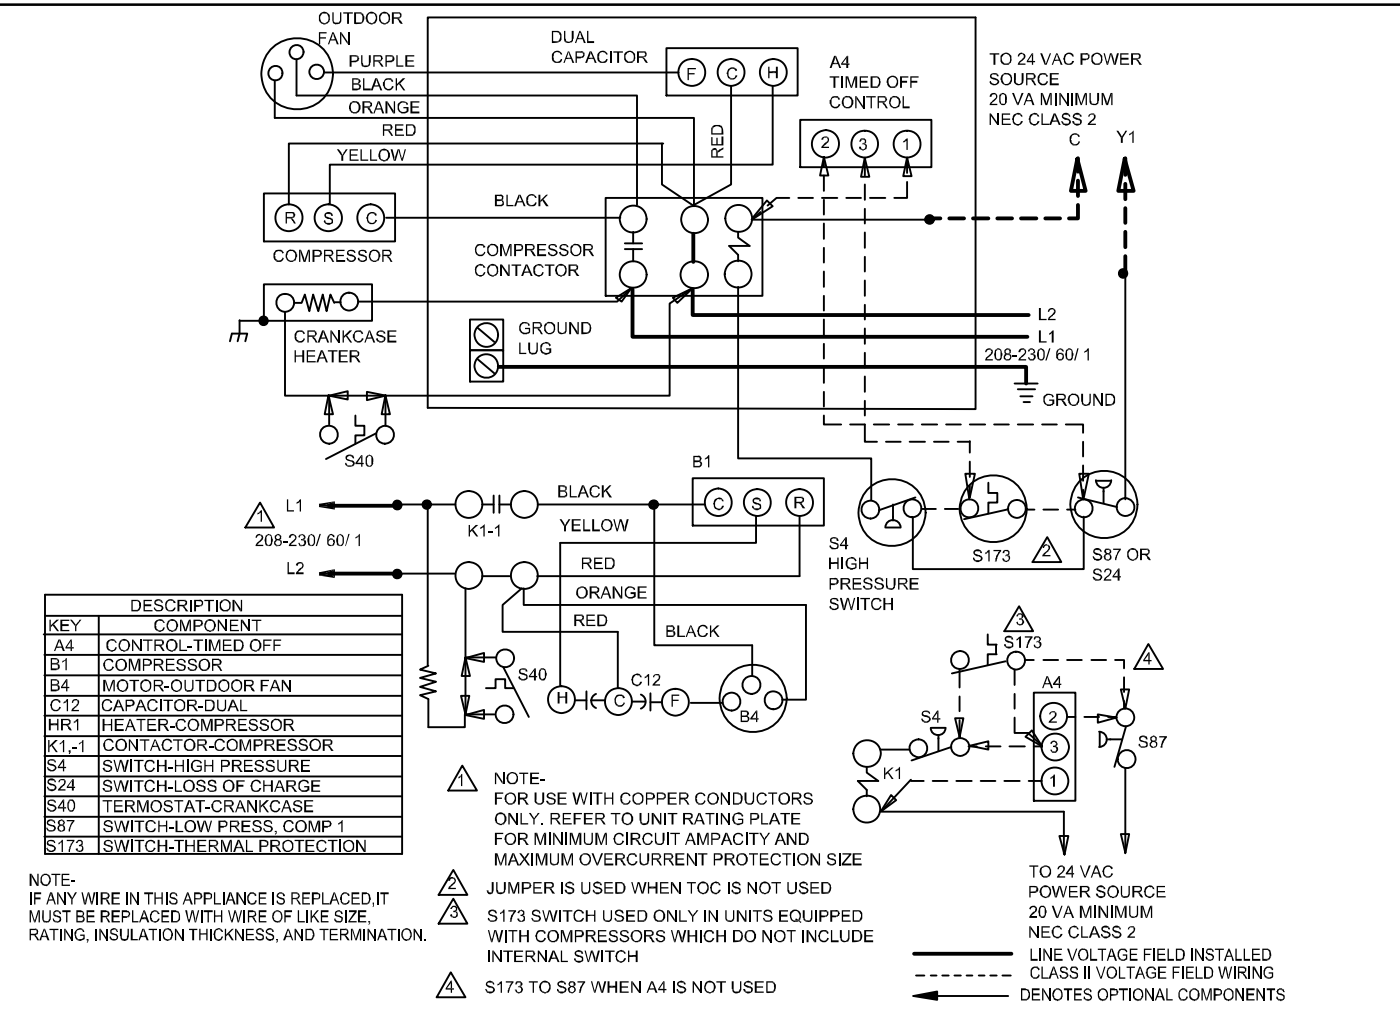 OUTDOOR
FAN
PURPLE
BLACK
ORANGE
RED
YELLOW
DUAL
CAPACITOR
F C H
RED
A4
TIMED OFF
CONTROL
2 3 1
TO 24 VAC POWER
SOURCE
20 VA MINIMUM
NEC CLASS 2
C Y1
R S C
COMPRESSOR
BLACK
COMPRESSOR
CONTACTOR
CRANKCASE
HEATER
GROUND
LUG
L2
L1
208-230/ 60/ 1
GROUND
S40
B1
L1
1
208-230/ 60/ 1
L2
K1-1
BLACK
C S R
YELLOW
RED
ORANGE
RED
BLACK
S40
H C C12 F
B4
S4
HIGH
PRESSURE
SWITCH
S173
2
S87 OR
S24
DESCRIPTION
KEY COMPONENT
A4 CONTROL-TIMED OFF
B1 COMPRESSOR
B4 MOTOR-OUTDOOR FAN
C12 CAPACITOR-DUAL
HR1 HEATER-COMPRESSOR
K1,-1 CONTACTOR-COMPRESSOR
S4 SWITCH-HIGH PRESSURE
S24 SWITCH-LOSS OF CHARGE
S40 TERMOSTAT-CRANKCASE
S87 SWITCH-LOW PRESS, COMP 1
S173 SWITCH-THERMAL PROTECTION
NOTE-
IF ANY WIRE IN THIS APPLIANCE IS REPLACED,IT
MUST BE REPLACED WITH WIRE OF LIKE SIZE,
RATING, INSULATION THICKNESS, AND TERMINATION.
1 NOTE-
FOR USE WITH COPPER CONDUCTORS
ONLY. REFER TO UNIT RATING PLATE
FOR MINIMUM CIRCUIT AMPACITY AND
MAXIMUM OVERCURRENT PROTECTION SIZE
2 JUMPER IS USED WHEN TOC IS NOT USED
3 S173 SWITCH USED ONLY IN UNITS EQUIPPED
WITH COMPRESSORS WHICH DO NOT INCLUDE
INTERNAL SWITCH
4 S173 TO S87 WHEN A4 IS NOT USED
3
S173
4
A4
S4
2
3
1
S87
K1
TO 24 VAC
POWER SOURCE
20 VA MINIMUM
NEC CLASS 2
LINE VOLTAGE FIELD INSTALLED
CLASS II VOLTAGE FIELD WIRING
DENOTES OPTIONAL COMPONENTS